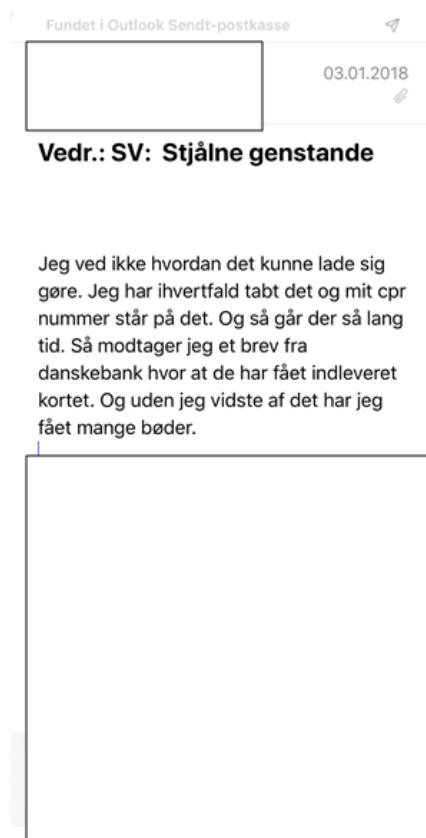 Fundet i Outlook Sendt-postkasse
03.01.2018
Vedr.: SV: Stjålne genstande
Jeg ved ikke hvordan det kunne lade sig
gøre. Jeg har ihvertfald tabt det og mit cpr
nummer står på det. Og så går der så lang
tid. Så modtager jeg et brev fra
danskebank hvor at de har fået indleveret
kortet. Og uden jeg vidste af det har jeg
fået mange bøder.